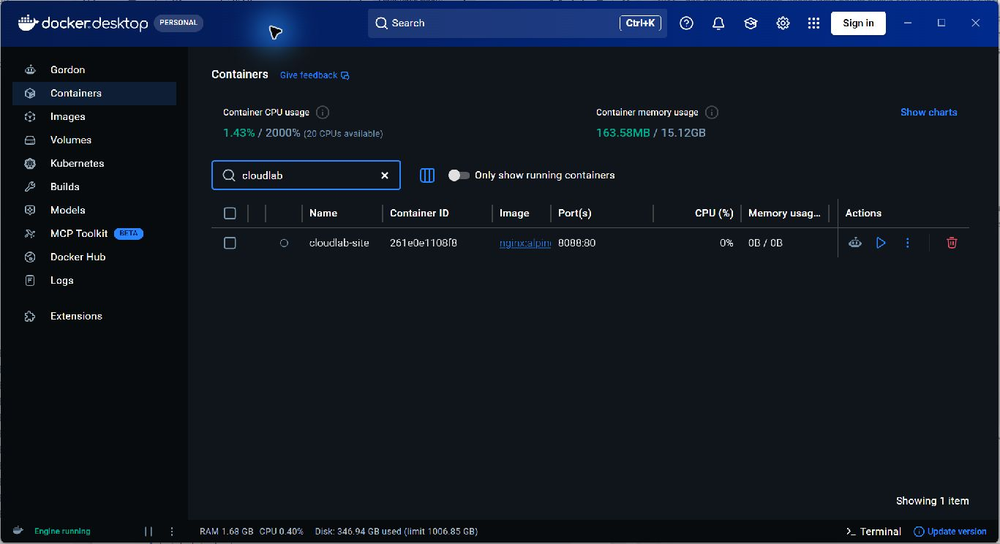 docker.desktop PERSONAL Search Ctrl+K Sign in
Gordon
Containers
Images
Volumes
Kubernetes
Builds
Models
MCP Toolkit BETA
Docker Hub
Logs
Extensions
Containers Give feedback
Container CPU usage
1.43% / 2000% (20 CPUs available)
Container memory usage
163.58MB / 15.12GB
Show charts
cloudlab
Only show running containers
Name Container ID Image Port(s) CPU (%) Memory usag... Actions
cloudlab-site 261e0e1108f8 nginx:alpin 8088:80 0% 0B / 0B
Showing 1 item
Engine running RAM 1.68 GB CPU 0.40% Disk: 346.94 GB used (limit 1006.85 GB) >_ Terminal Update version